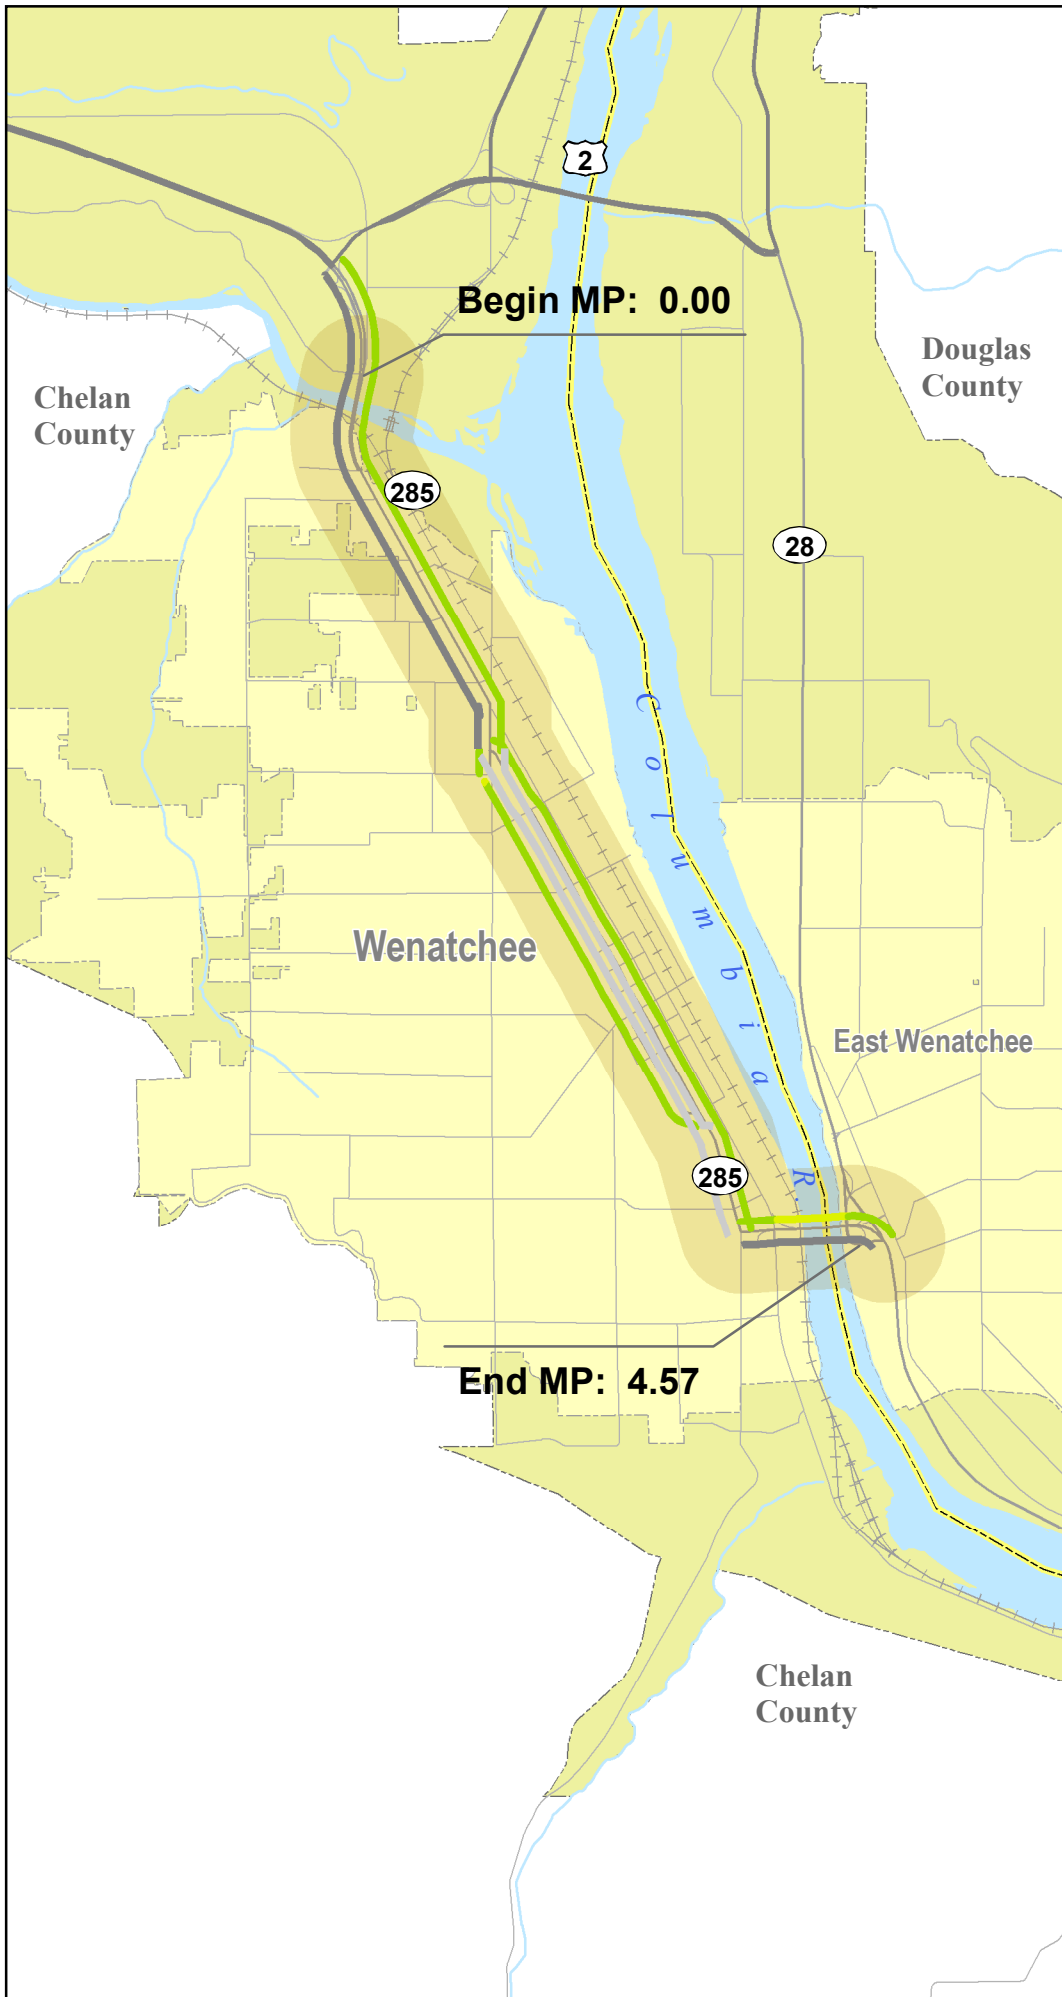 2
Begin MP: 0.00
Douglas
County
Chelan
County
285
28
Columbia R.
Wenatchee
East Wenatchee
285
End MP: 4.57
Chelan
County